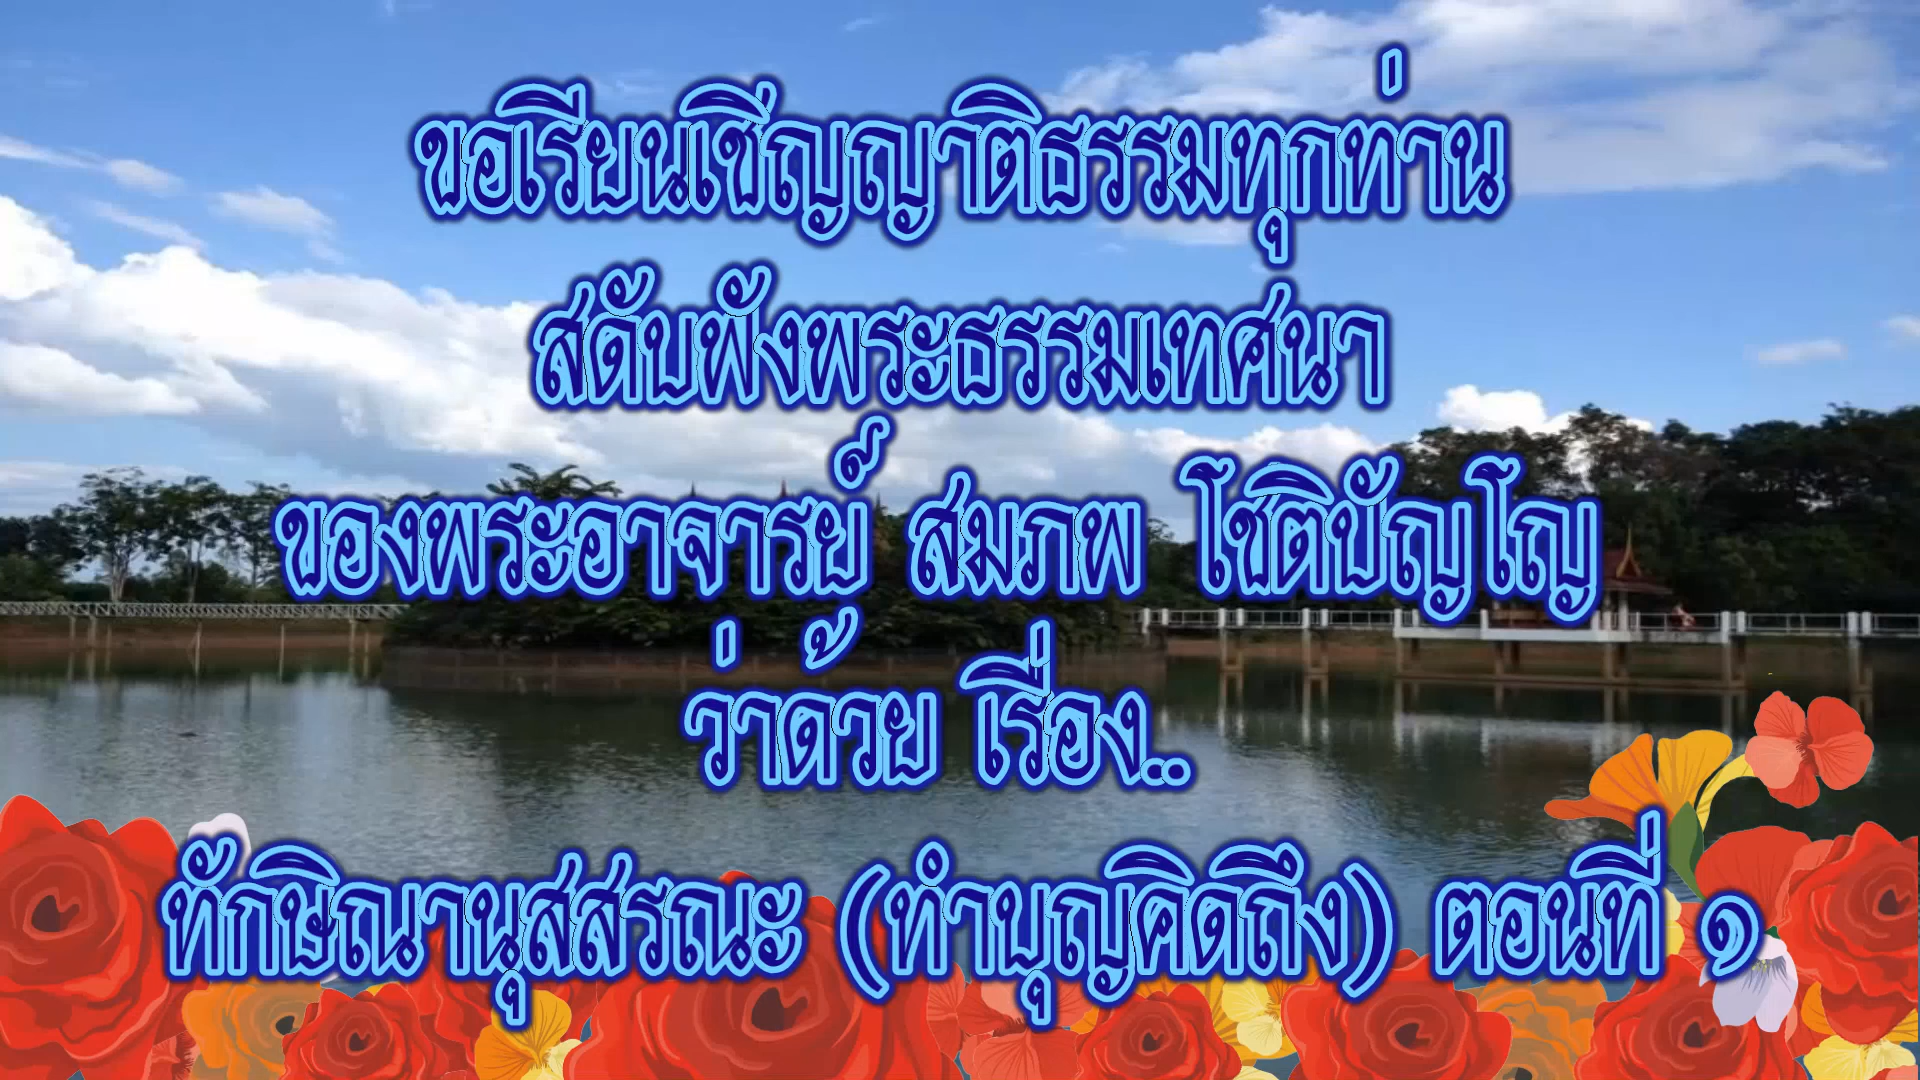 ขอเรียนเชิญญาติธรรมทุกท่าน
สดับฟังพระธรรมเทศนา
ของพระอาจารย์ สมภพ โชติปัญโญ
ว่าด้วย เรื่อง..
ทักษิณานุสสรณะ (ทำบุญคิดถึง) ตอนที่ ๑